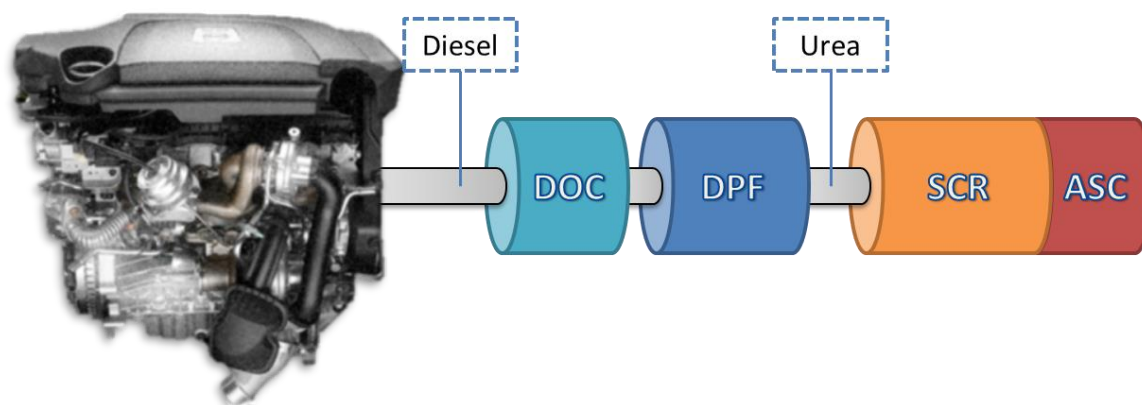 Diesel
Urea
DOC
DPF
SCR
ASC